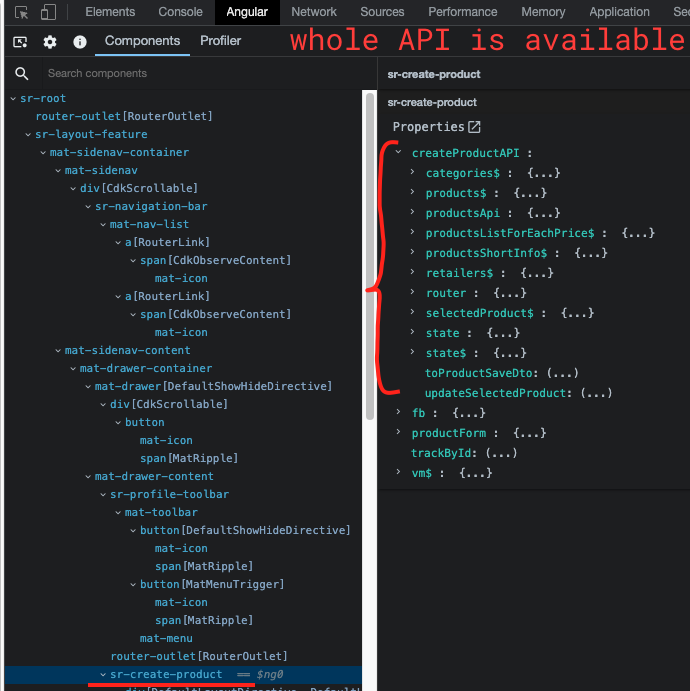 Elements Console Angular Network Sources Performance Memory Application Sec
Components Profiler
whole API is available
Search components
sr-create-product
sr-root
router-outlet[RouterOutlet]
sr-layout-feature
mat-sidenav-container
mat-sidenav
div[CdkScrollable]
sr-navigation-bar
mat-nav-list
a[RouterLink]
span[CdkObserveContent]
mat-icon
a[RouterLink]
span[CdkObserveContent]
mat-icon
mat-sidenav-content
mat-drawer-container
mat-drawer[DefaultShowHideDirective]
div[CdkScrollable]
button
mat-icon
span[MatRipple]
mat-drawer-content
sr-profile-toolbar
mat-toolbar
button[DefaultShowHideDirective]
mat-icon
span[MatRipple]
button[MatMenuTrigger]
mat-icon
span[MatRipple]
mat-menu
router-outlet[RouterOutlet]
sr-create-product == $ng0
sr-create-product
Properties
createProductAPI :
categories$ : {...}
products$ : {...}
productsApi : {...}
productsListForEachPrice$ : {...}
productsShortInfo$ : {...}
retailers$ : {...}
router : {...}
selectedProduct$ : {...}
state : {...}
state$ : {...}
toProductSaveDto: (...)
updateSelectedProduct: (...)
fb : {...}
productForm : {...}
trackById: (...)
vm$ : {...}